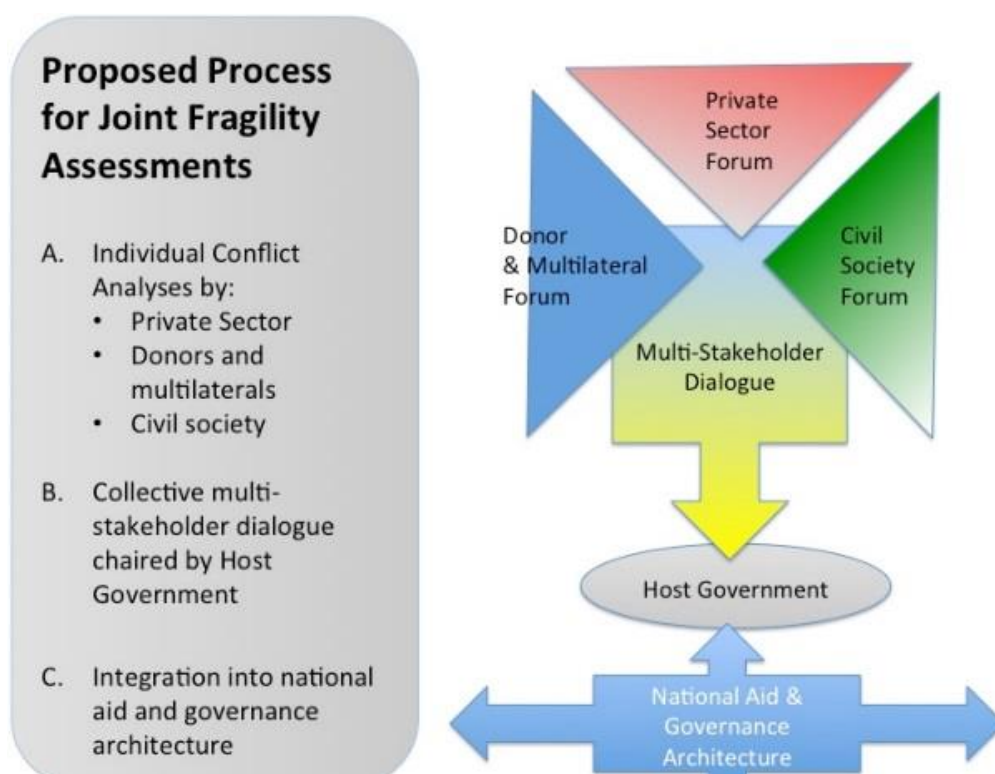 Proposed Process
for Joint Fragility
Assessments
A. Individual Conflict
Analyses by:
• Private Sector
• Donors and
multilaterals
• Civil society
B. Collective multi-
stakeholder dialogue
chaired by Host
Government
C. Integration into national
aid and governance
architecture
Private
Sector
Forum
Donor
& Multilateral
Forum
Civil
Society
Forum
Multi-Stakeholder
Dialogue
Host Government
National Aid &
Governance
Architecture